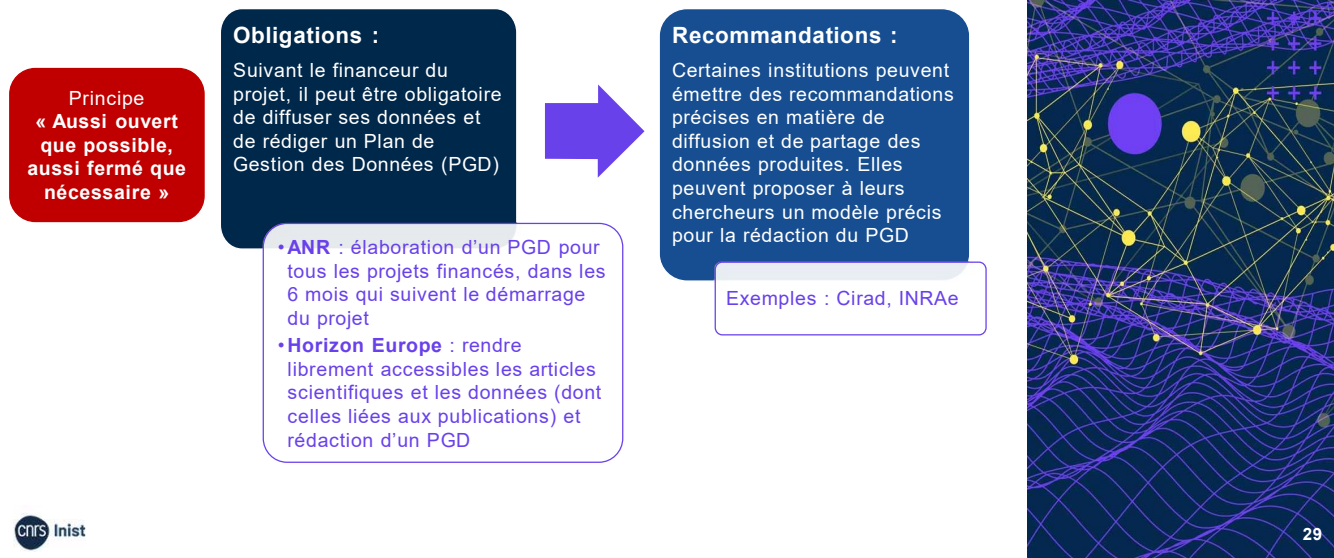 Principe
« Aussi ouvert
que possible,
aussi fermé que
nécessaire »
Obligations :
Suivant le financeur du
projet, il peut être obligatoire
de diffuser ses données et
de rédiger un Plan de
Gestion des Données (PGD)
•ANR : élaboration d’un PGD pour
tous les projets financés, dans les
6 mois qui suivent le démarrage
du projet
•Horizon Europe : rendre
librement accessibles les articles
scientifiques et les données (dont
celles liées aux publications) et
rédaction d’un PGD
Recommandations :
Certaines institutions peuvent
émettre des recommandations
précises en matière de
diffusion et de partage des
données produites. Elles
peuvent proposer à leurs
chercheurs un modèle précis
pour la rédaction du PGD
Exemples : Cirad, INRAe
cnrs Inist
29